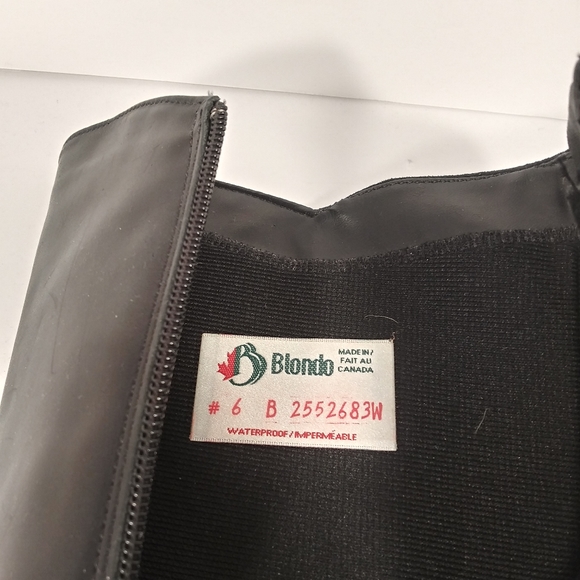 B Blondo
MADE IN/
FAIT AU
CANADA
# 6 B 2552683W
WATERPROOF/IMPERMÉABLE